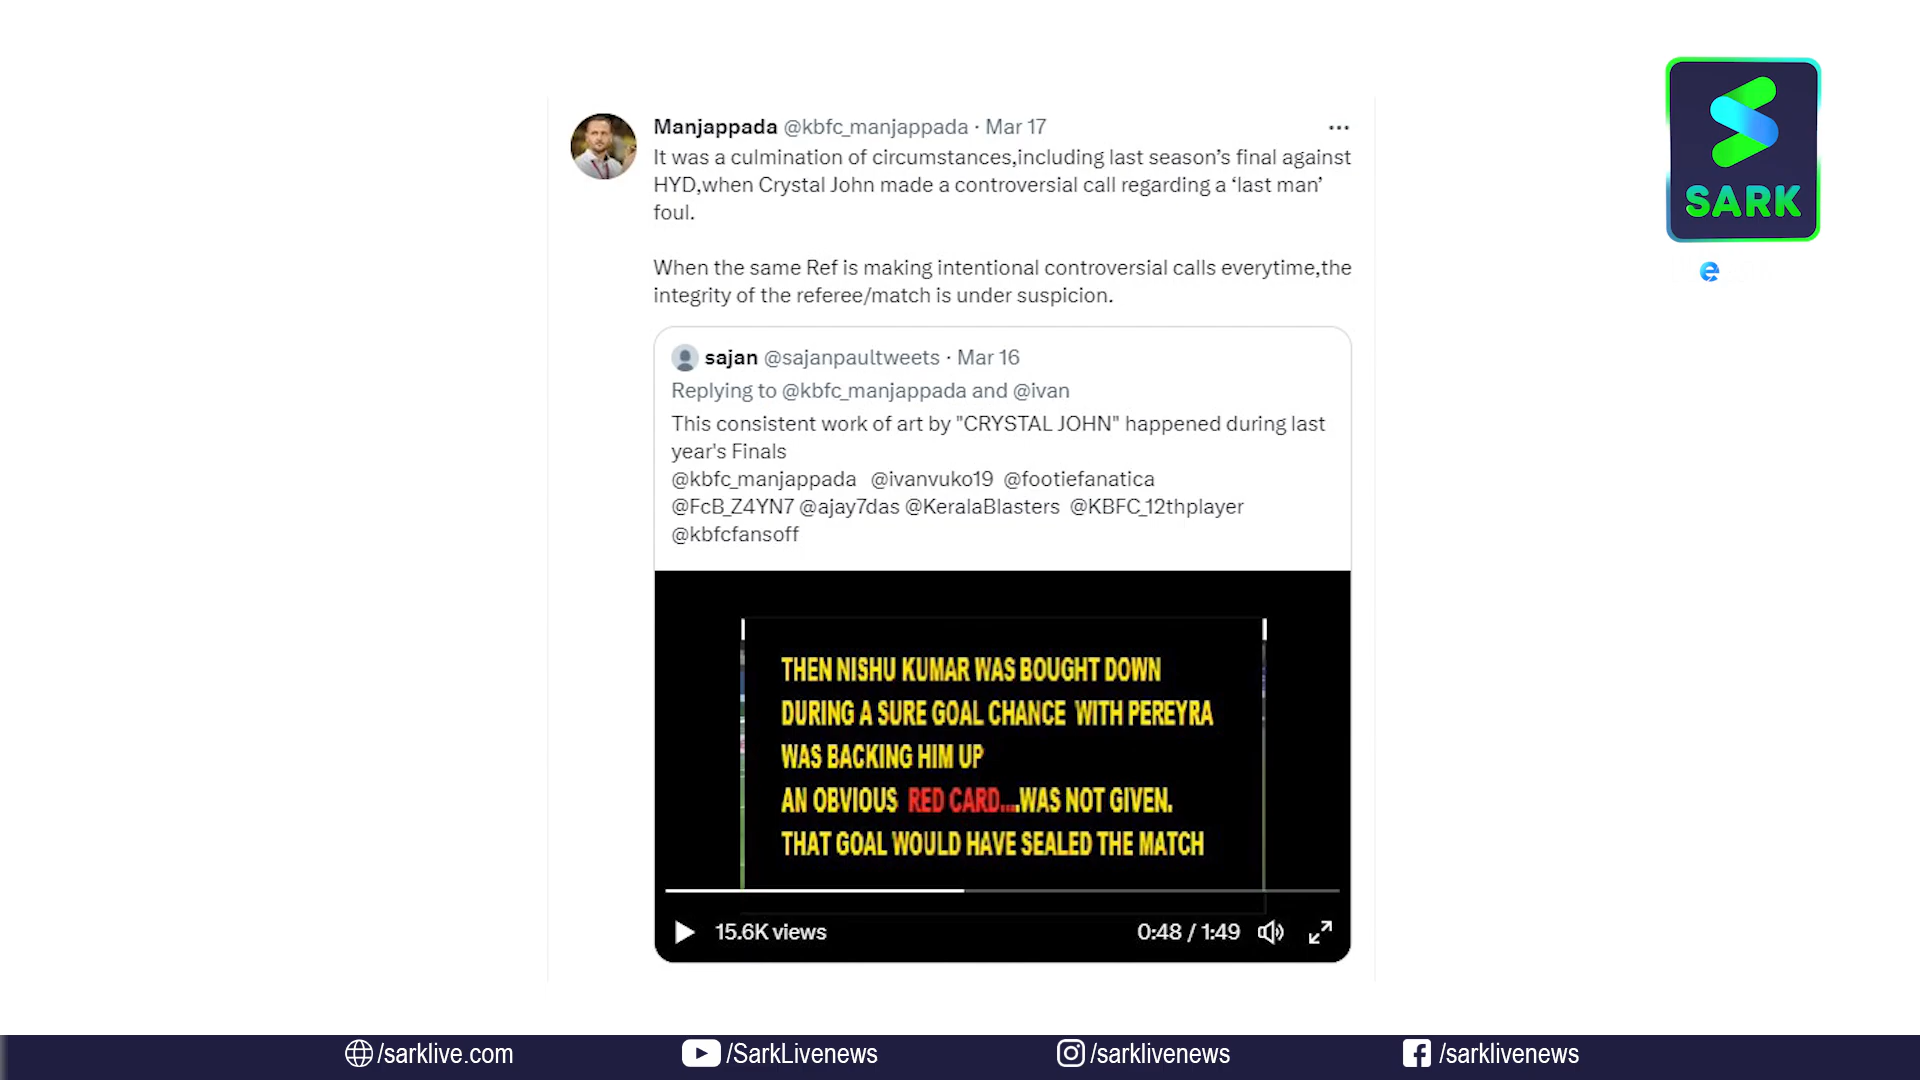 Manjappada @kbfc_manjappada · Mar 17
It was a culmination of circumstances,including last season’s final against
HYD,when Crystal John made a controversial call regarding a ‘last man’
foul.
When the same Ref is making intentional controversial calls everytime,the
integrity of the referee/match is under suspicion.
sajan @sajanpaultweets · Mar 16
Replying to @kbfc_manjappada and @ivan
This consistent work of art by "CRYSTAL JOHN" happened during last
year's Finals
@kbfc_manjappada @ivanvuko19 @footiefanatica
@FcB_Z4YN7 @ajay7das @KeralaBlasters @KBFC_12thplayer
@kbfcfansoff
THEN NISHU KUMAR WAS BOUGHT DOWN
DURING A SURE GOAL CHANCE WITH PEREYRA
WAS BACKING HIM UP
AN OBVIOUS RED CARD....WAS NOT GIVEN.
THAT GOAL WOULD HAVE SEALED THE MATCH
15.6K views 0:48 / 1:49
SARK
e
/sarklive.com /SarkLivenews /sarklivenews /sarklivenews